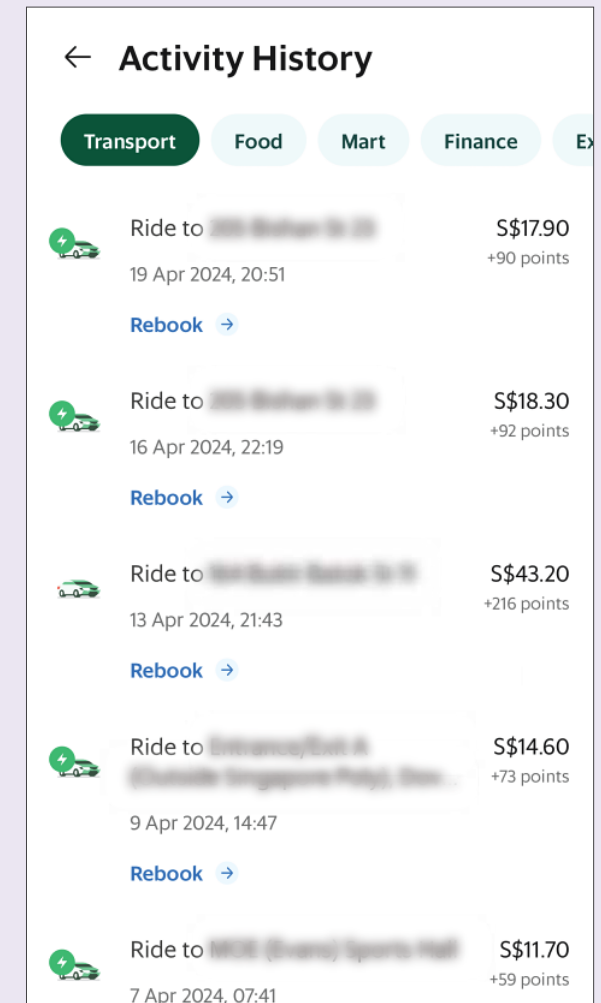 Activity History
Transport Food Mart Finance Ex
Ride to S$17.90
+90 points
19 Apr 2024, 20:51
Rebook →
Ride to S$18.30
+92 points
16 Apr 2024, 22:19
Rebook →
Ride to S$43.20
+216 points
13 Apr 2024, 21:43
Rebook →
Ride to S$14.60
+73 points
9 Apr 2024, 14:47
Rebook →
Ride to S$11.70
+59 points
7 Apr 2024, 07:41